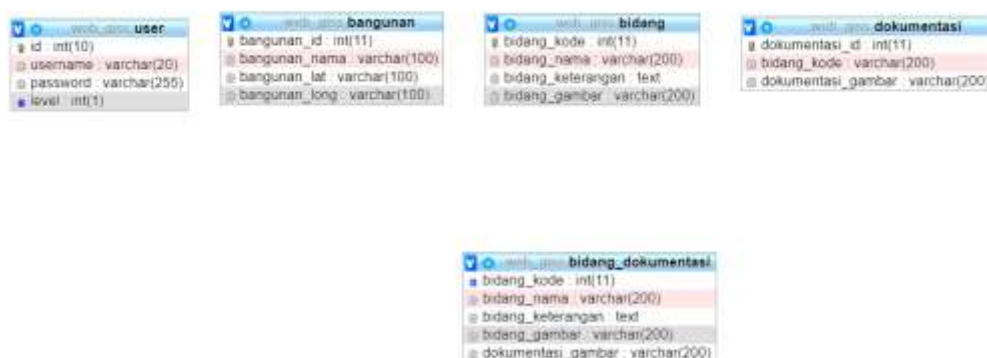 user
id : int(10)
username : varchar(20)
password : varchar(255)
level : int(1)
bangunan
bangunan_id : int(11)
bangunan_nama : varchar(100)
bangunan_lat : varchar(100)
bangunan_long : varchar(100)
bidang
bidang_kode : int(11)
bidang_nama : varchar(200)
bidang_keterangan : text
bidang_gambar : varchar(200)
dokumentasi
dokumentasi_id : int(11)
bidang_kode : varchar(200)
dokumentasi_gambar : varchar(200)
bidang_dokumentasi
bidang_kode : int(11)
bidang_nama : varchar(200)
bidang_keterangan : text
bidang_gambar : varchar(200)
dokumentasi_gambar : varchar(200)